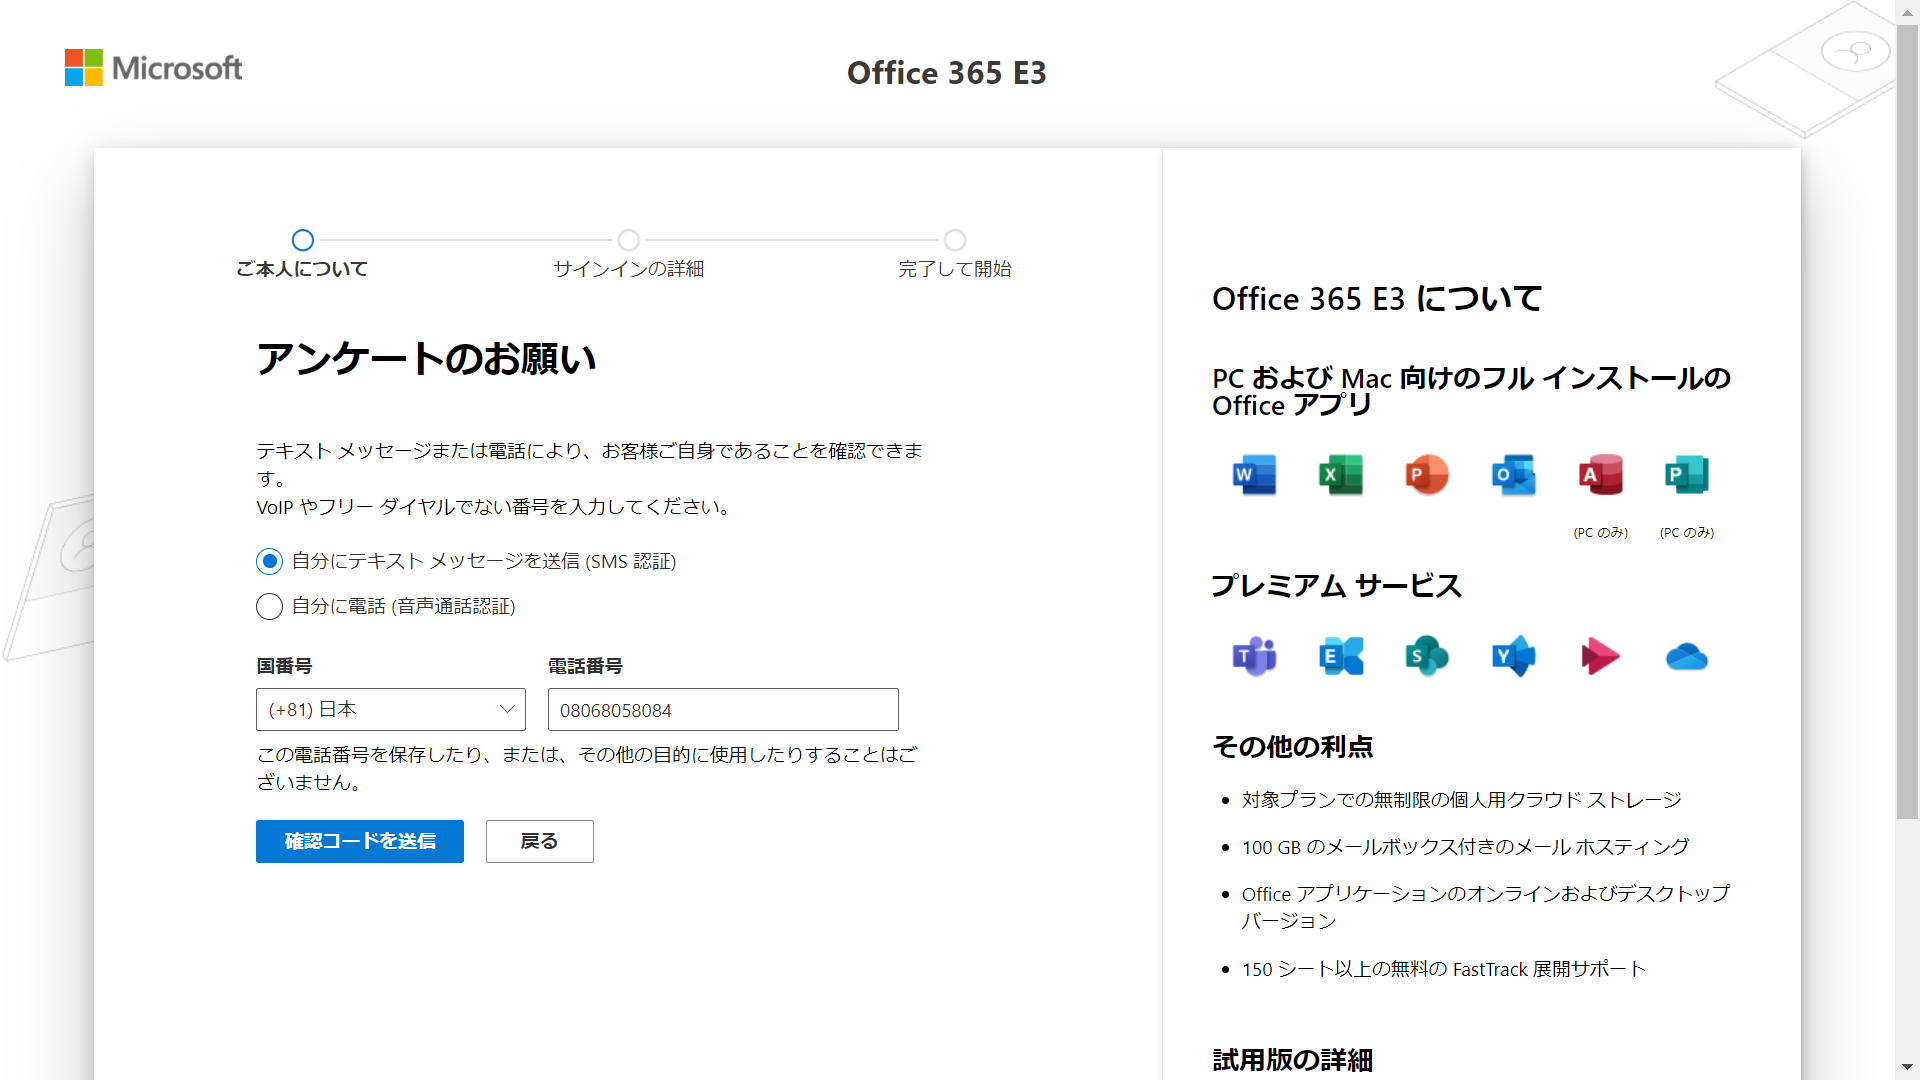 Microsoft
Office 365 E3
ご本人について
サインインの詳細
完了して開始
アンケートのお願い
テキスト メッセージまたは電話により、お客様ご自身であることを確認できま
す。
VoIP やフリー ダイヤルでない番号を入力してください。
自分にテキスト メッセージを送信 (SMS 認証)
自分に電話 (音声通話認証)
国番号
電話番号
(+81) 日本
08068058084
この電話番号を保存したり、または、その他の目的に使用したりすることはご
ざいません。
確認コードを送信
戻る
Office 365 E3 について
PC および Mac 向けのフル インストールの
Office アプリ
W
X
P
O
A
P
(PC のみ)
(PC のみ)
プレミアム サービス
T
E
S
Y
その他の利点
対象プランでの無制限の個人用クラウド ストレージ
100 GB のメールボックス付きのメール ホスティング
Office アプリケーションのオンラインおよびデスクトップ
バージョン
150 シート以上の無料の FastTrack 展開サポート
試用版の詳細